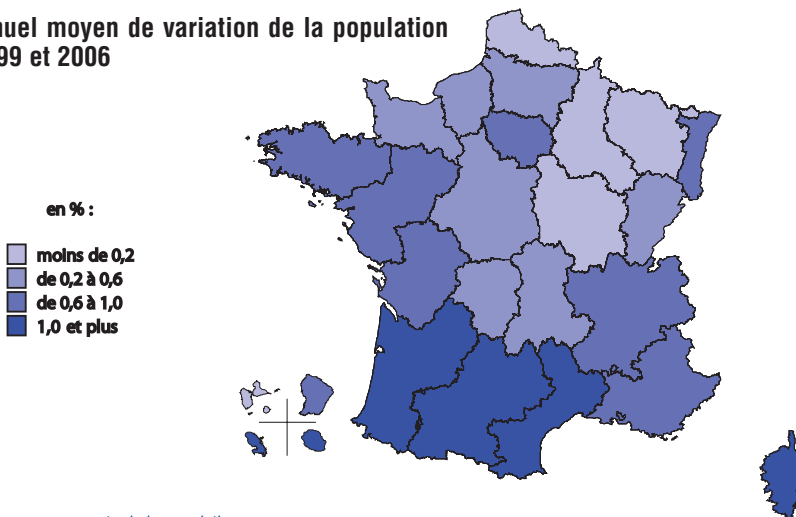 nuel moyen de variation de la population
99 et 2006
en % :
moins de 0,2
de 0,2 à 0,6
de 0,6 à 1,0
1,0 et plus